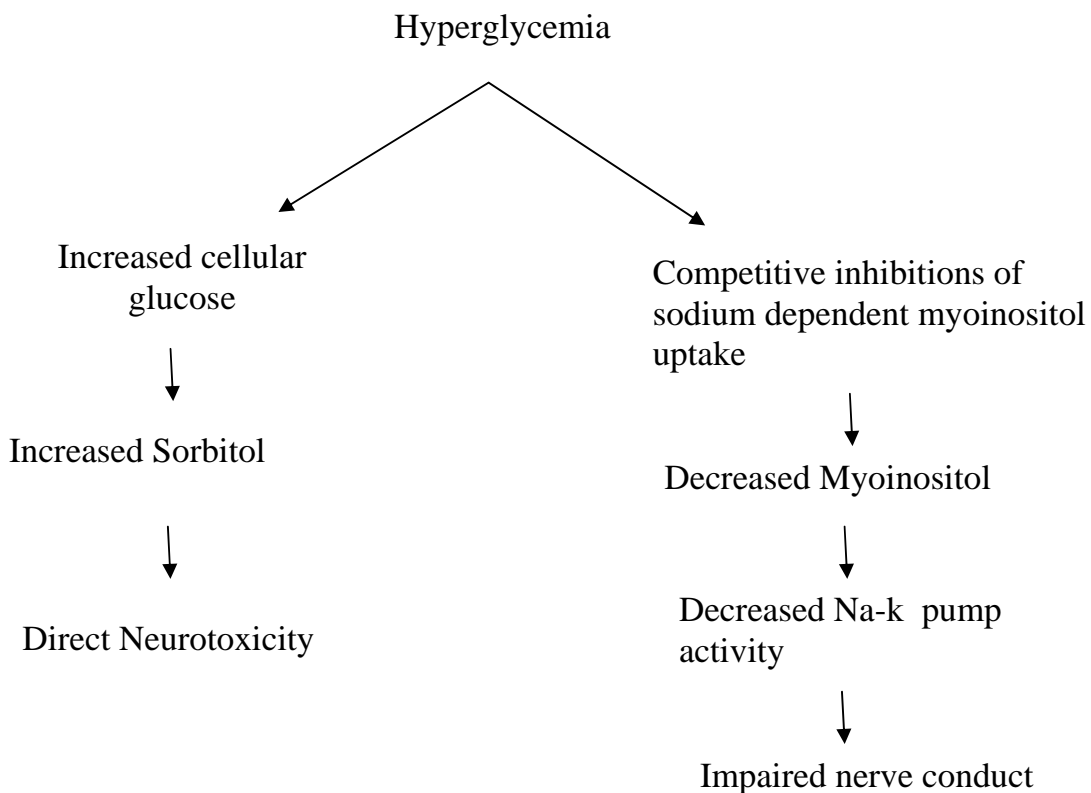 Hyperglycemia
Increased cellular
glucose
Increased Sorbitol
Direct Neurotoxicity
Competitive inhibitions of
sodium dependent myoinositol
uptake
Decreased Myoinositol
Decreased Na-k pump
activity
Impaired nerve conduct